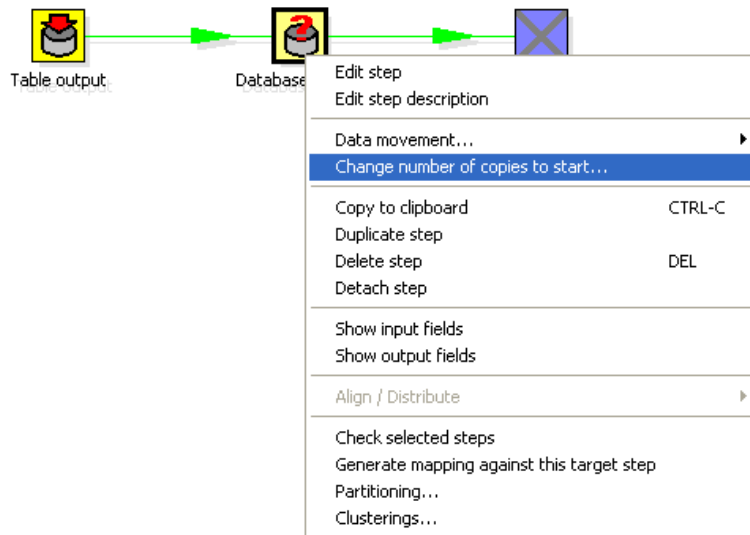 Table output
Database
Edit step
Edit step description
Data movement...
Change number of copies to start...
Copy to clipboard CTRL-C
Duplicate step
Delete step DEL
Detach step
Show input fields
Show output fields
Align / Distribute
Check selected steps
Generate mapping against this target step
Partitioning...
Clusterings...